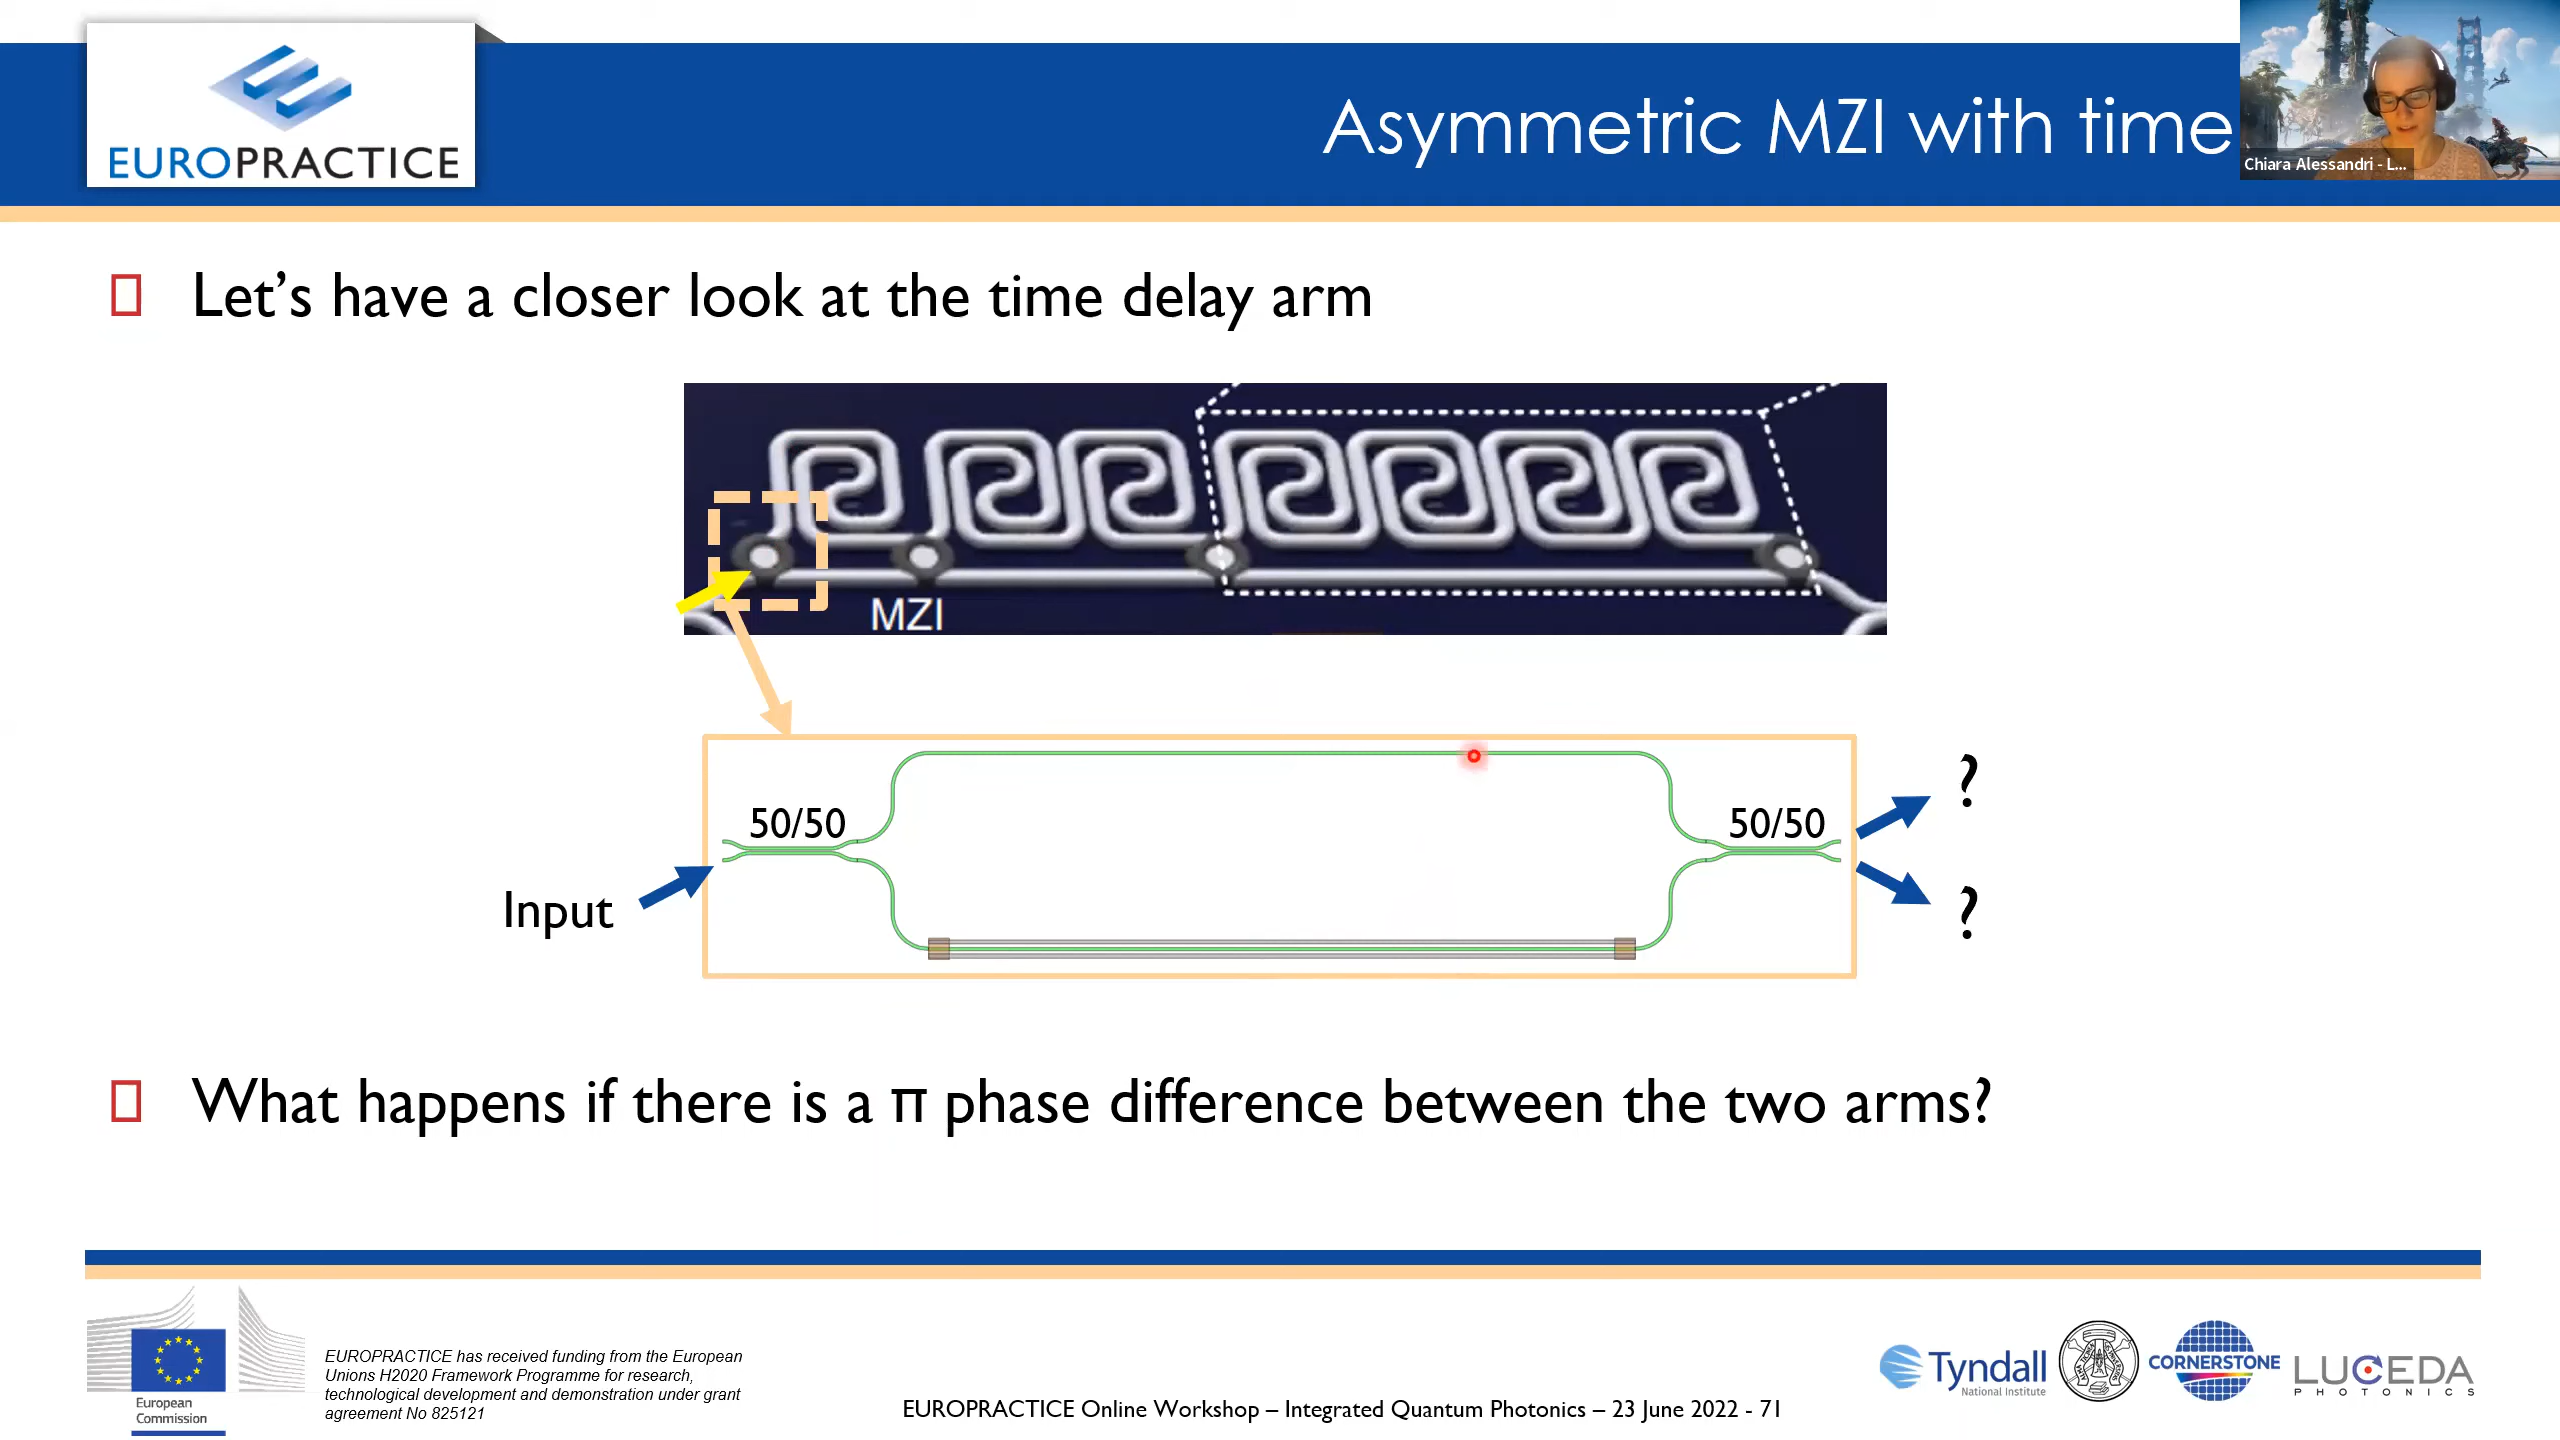 EUROPRACTICE
Asymmetric MZI with time
Chiara Alessandri - L...
Let's have a closer look at the time delay arm
MZI
50/50
50/50
Input
?
?
What happens if there is a π phase difference between the two arms?
European
Commission
EUROPRACTICE has received funding from the European
Unions H2020 Framework Programme for research,
technological development and demonstration under grant
agreement No 825121
EUROPRACTICE Online Workshop – Integrated Quantum Photonics – 23 June 2022 - 71
Tyndall
National Institute
CORNERSTONE
LUCEDA
PHOTONICS